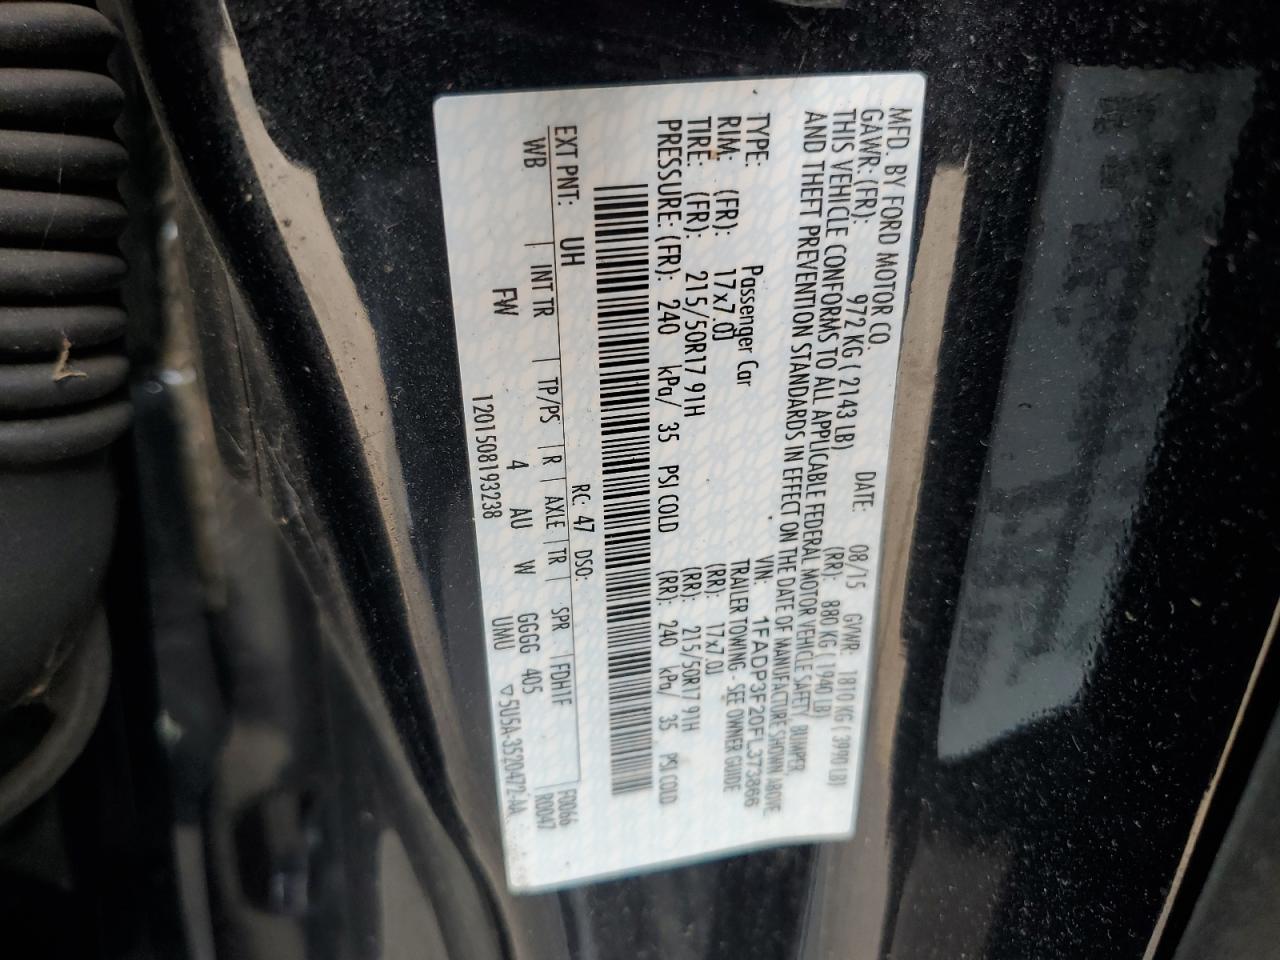 MFD. BY FORD MOTOR CO.
DATE: 08/15 GVWR: 1810 KG ( 3990 LB)
GAWR: (FR): 972 KG ( 2143 LB) (RR): 880 KG ( 1940 LB)
THIS VEHICLE CONFORMS TO ALL APPLICABLE FEDERAL MOTOR VEHICLE SAFETY, BUMPER,
AND THEFT PREVENTION STANDARDS IN EFFECT ON THE DATE OF MANUFACTURE SHOWN ABOVE
VIN: 1FADP3F20FL373866
TYPE: Passenger Car TRAILER TOWING - SEE OWNER GUIDE
RIM: (FR): 17x7.0J (RR): 17x7.0J
TIRE: (FR): 215/50R17 91H (RR): 215/50R17 91H
PRESSURE: (FR): 240 kPa/ 35 PSI COLD (RR): 240 kPa/ 35 PSI COLD
EXT PNT: UH RC: 47 DSO: F0066
WB | INT TR | TP/PS | R | AXLE | TR | SPR FDH1F R0047
FW 4 AU W GGGG 405
1201508193238 UMU ▽5U5A-3520472-AA